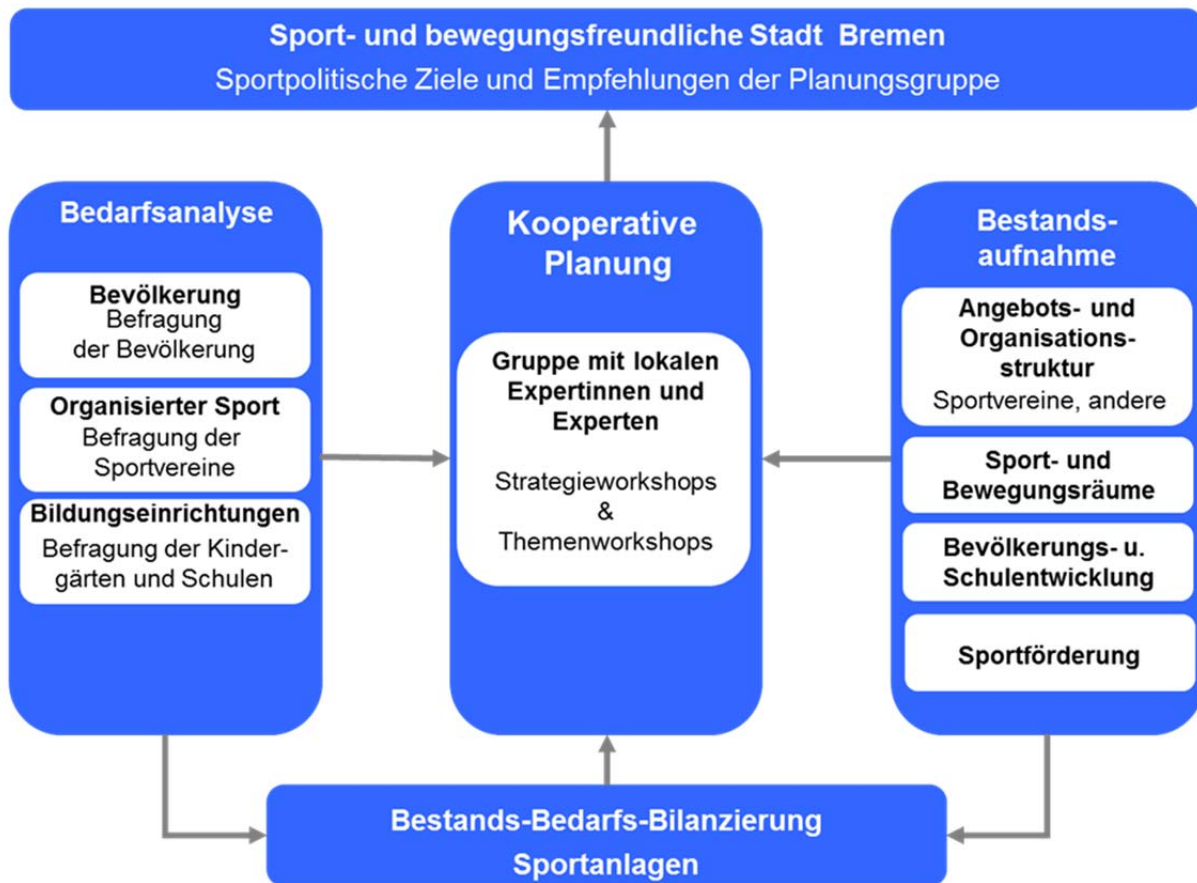 Sport- und bewegungsfreundliche Stadt Bremen
Sportpolitische Ziele und Empfehlungen der Planungsgruppe
Bedarfsanalyse
Bevölkerung
Befragung
der Bevölkerung
Organisierter Sport
Befragung der
Sportvereine
Bildungseinrichtungen
Befragung der Kinder-
gärten und Schulen
Kooperative
Planung
Gruppe mit lokalen
Expertinnen und
Experten
Strategieworkshops
&
Themenworkshops
Bestands-
aufnahme
Angebots- und
Organisations-
struktur
Sportvereine, andere
Sport- und
Bewegungsräume
Bevölkerungs- u.
Schulentwicklung
Sportförderung
Bestands-Bedarfs-Bilanzierung
Sportanlagen